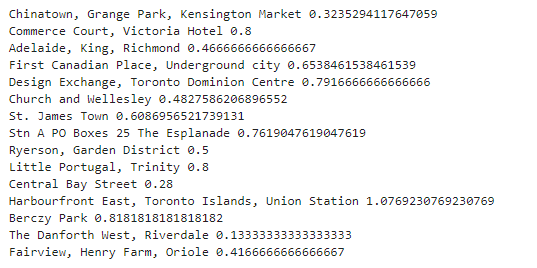 Chinatown, Grange Park, Kensington Market 0.3235294117647059
Commerce Court, Victoria Hotel 0.8
Adelaide, King, Richmond 0.4666666666666667
First Canadian Place, Underground city 0.6538461538461539
Design Exchange, Toronto Dominion Centre 0.7916666666666666
Church and Wellesley 0.4827586206896552
St. James Town 0.6086956521739131
Stn A PO Boxes 25 The Esplanade 0.7619047619047619
Ryerson, Garden District 0.5
Little Portugal, Trinity 0.8
Central Bay Street 0.28
Harbourfront East, Toronto Islands, Union Station 1.0769230769230769
Berczy Park 0.8181818181818182
The Danforth West, Riverdale 0.13333333333333333
Fairview, Henry Farm, Oriole 0.4166666666666667